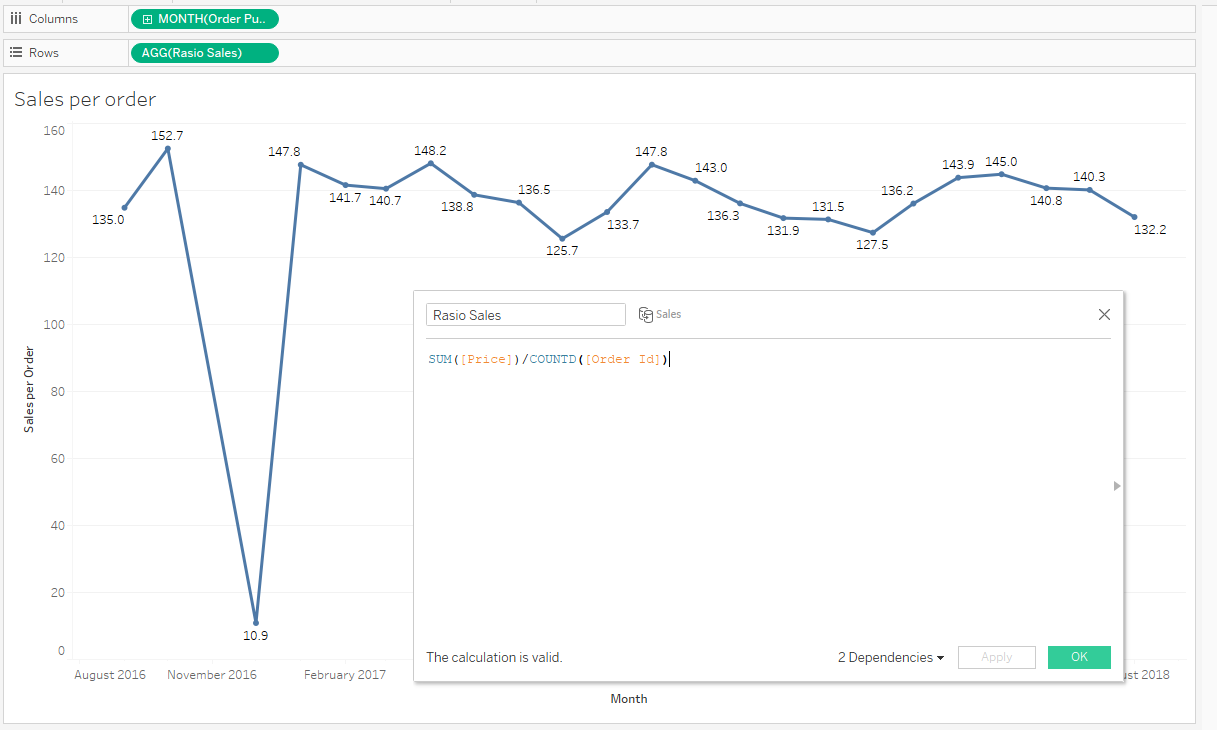 Columns
MONTH(Order Pu..
Rows
AGG(Rasio Sales)
Sales per order
160
140
120
100
80
60
40
20
0
Sales per Order
135.0
152.7
10.9
147.8
141.7
140.7
148.2
138.8
136.5
125.7
133.7
147.8
143.0
136.3
131.9
131.5
127.5
136.2
143.9
145.0
140.8
140.3
132.2
Rasio Sales
Sales
SUM([Price])/COUNTD([Order Id])
The calculation is valid.
2 Dependencies
Apply
OK
August 2016
November 2016
February 2017
ust 2018
Month